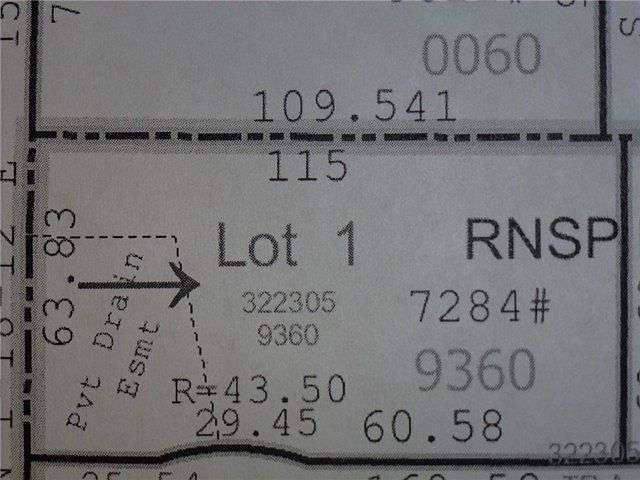 0060
109.541
115
63.83
Lot 1
RNSP
322305
9360
7284#
9360
Pvt Drain
Esmt
R=43.50
29.45
60.58
322305